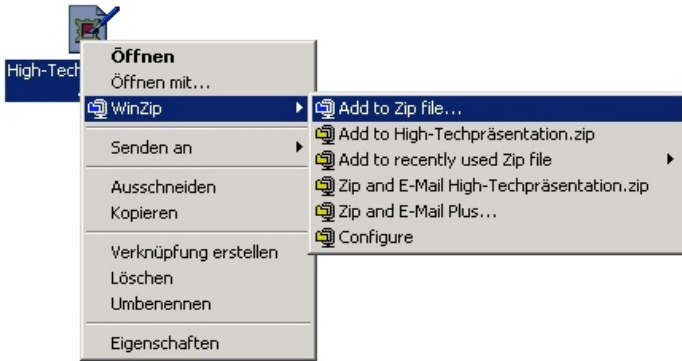 High-Tech
Öffnen
Öffnen mit...
WinZip
Senden an
Ausschneiden
Kopieren
Verknüpfung erstellen
Löschen
Umbenennen
Eigenschaften
Add to Zip file...
Add to High-Techpräsentation.zip
Add to recently used Zip file
Zip and E-Mail High-Techpräsentation.zip
Zip and E-Mail Plus...
Configure